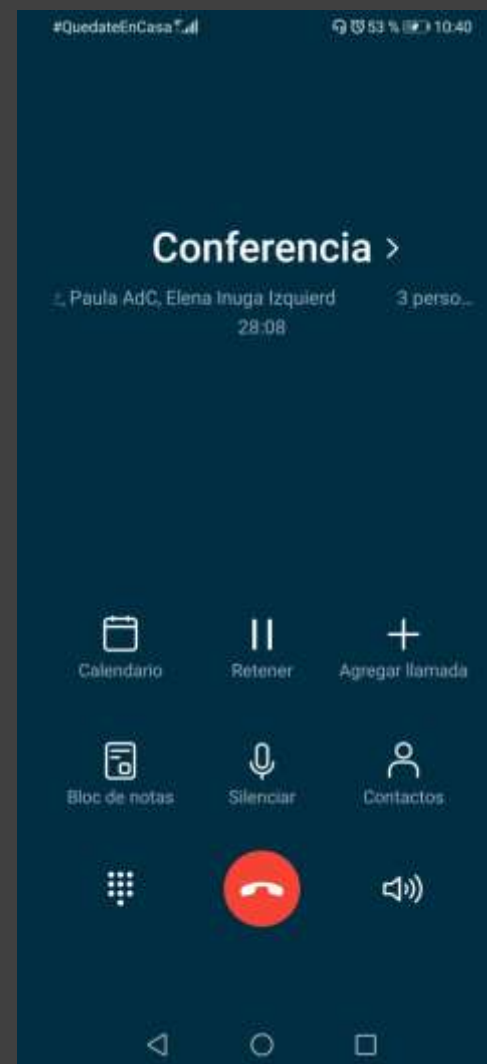 #QuedateEnCasa 53 % 10:40
Conferencia >
Paula AdC, Elena Inuga Izquierd 3 perso...
28:08
Calendario Retener Agregar llamada
Bloc de notas Silenciar Contactos